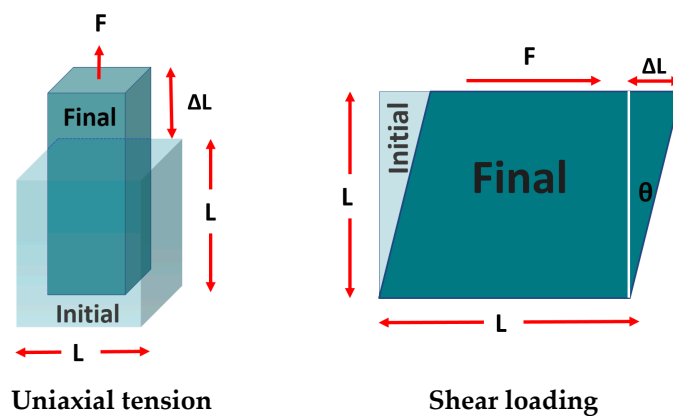 F
ΔL
Final
L
Initial
L
Uniaxial tension
F
ΔL
Initial
L
Final
θ
L
Shear loading